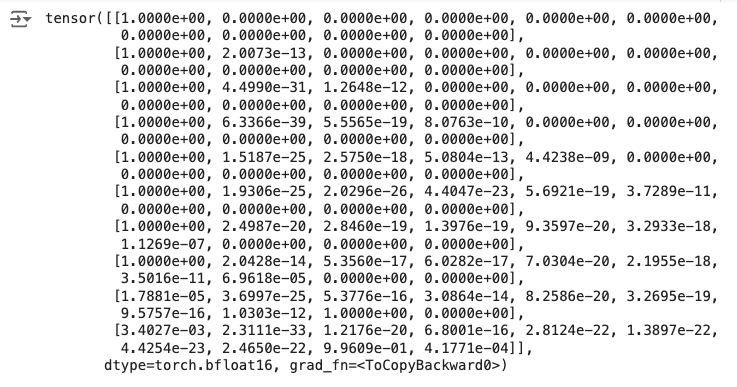 tensor([[1.0000e+00, 0.0000e+00, 0.0000e+00, 0.0000e+00, 0.0000e+00, 0.0000e+00,
0.0000e+00, 0.0000e+00, 0.0000e+00, 0.0000e+00],
[1.0000e+00, 2.0073e-13, 0.0000e+00, 0.0000e+00, 0.0000e+00, 0.0000e+00,
0.0000e+00, 0.0000e+00, 0.0000e+00, 0.0000e+00],
[1.0000e+00, 4.4990e-31, 1.2648e-12, 0.0000e+00, 0.0000e+00, 0.0000e+00,
0.0000e+00, 0.0000e+00, 0.0000e+00, 0.0000e+00],
[1.0000e+00, 6.3366e-39, 5.5565e-19, 8.0763e-10, 0.0000e+00, 0.0000e+00,
0.0000e+00, 0.0000e+00, 0.0000e+00, 0.0000e+00],
[1.0000e+00, 1.5187e-25, 2.5750e-18, 5.0804e-13, 4.4238e-09, 0.0000e+00,
0.0000e+00, 0.0000e+00, 0.0000e+00, 0.0000e+00],
[1.0000e+00, 1.9306e-25, 2.0296e-26, 4.4047e-23, 5.6921e-19, 3.7289e-11,
0.0000e+00, 0.0000e+00, 0.0000e+00, 0.0000e+00],
[1.0000e+00, 2.4987e-20, 2.8460e-19, 1.3976e-19, 9.3597e-20, 3.2933e-18,
1.1269e-07, 0.0000e+00, 0.0000e+00, 0.0000e+00],
[1.0000e+00, 2.0428e-14, 5.3560e-17, 6.0282e-17, 7.0304e-20, 2.1955e-18,
3.5016e-11, 6.9618e-05, 0.0000e+00, 0.0000e+00],
[1.7881e-05, 3.6997e-25, 5.3776e-16, 3.0864e-14, 8.2586e-20, 3.2695e-19,
9.5757e-16, 1.0303e-12, 1.0000e+00, 0.0000e+00],
[3.4027e-03, 2.3111e-33, 1.2176e-20, 6.8001e-16, 2.8124e-22, 1.3897e-22,
4.4254e-23, 2.4650e-22, 9.9609e-01, 4.1771e-04]],
dtype=torch.bfloat16, grad_fn=<ToCopyBackward0>)